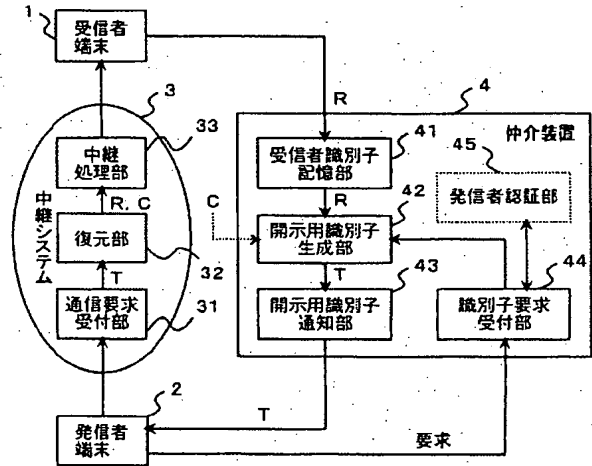 1
受信者
端末
3
33
中継
処理部
R, C
復元部
32
T
通信要求
受付部
31
中継システム
2
発信者
端末
R
4
仲介装置
41
受信者識別子
記憶部
R
C
42
開示用識別子
生成部
T
43
開示用識別子
通知部
45
発信者認証部
44
識別子要求
受付部
T
要求